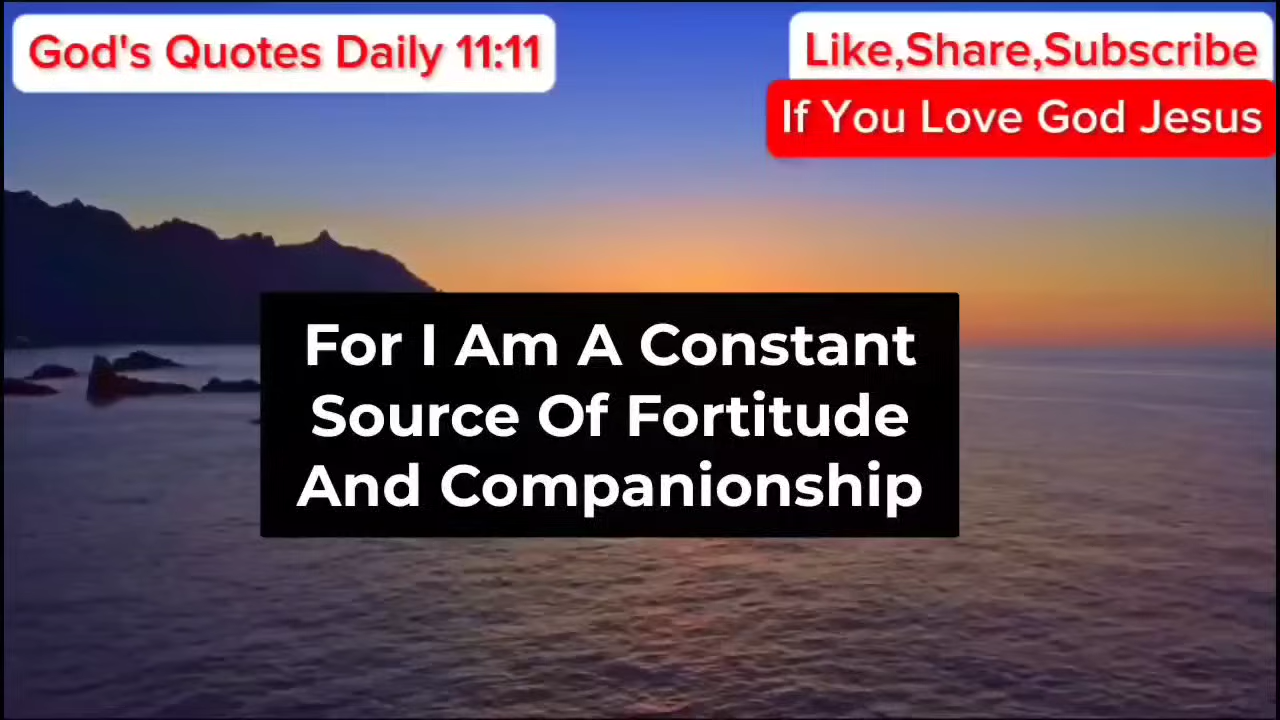 God's Quotes Daily 11:11
Like,Share,Subscribe
If You Love God Jesus
For I Am A Constant
Source Of Fortitude
And Companionship